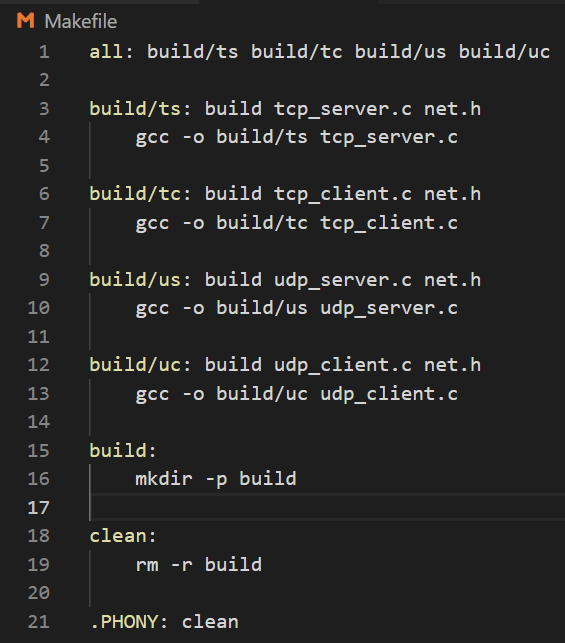 Makefile
1 all: build/ts build/tc build/us build/uc
2
3 build/ts: build tcp_server.c net.h
4     gcc -o build/ts tcp_server.c
5
6 build/tc: build tcp_client.c net.h
7     gcc -o build/tc tcp_client.c
8
9 build/us: build udp_server.c net.h
10     gcc -o build/us udp_server.c
11
12 build/uc: build udp_client.c net.h
13     gcc -o build/uc udp_client.c
14
15 build:
16     mkdir -p build
17
18 clean:
19     rm -r build
20
21 .PHONY: clean